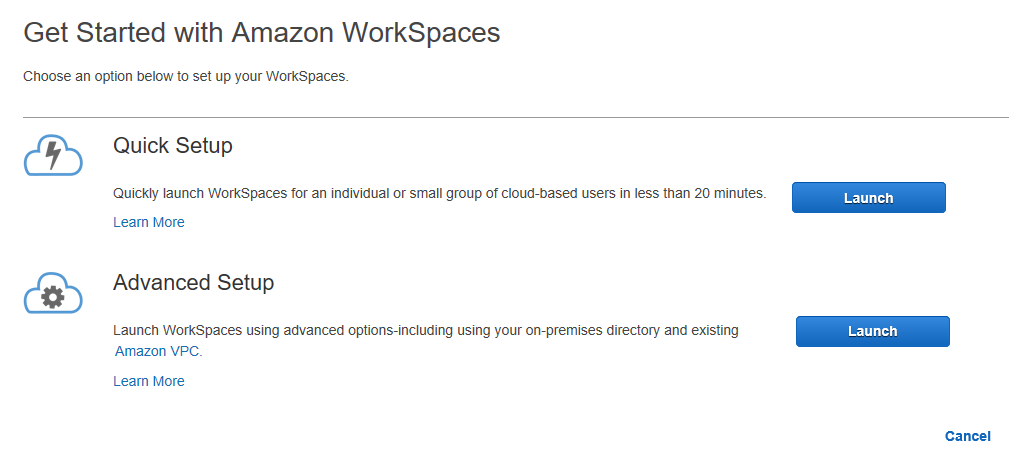 Get Started with Amazon WorkSpaces
Choose an option below to set up your WorkSpaces.
Quick Setup
Quickly launch WorkSpaces for an individual or small group of cloud-based users in less than 20 minutes.
Launch
Learn More
Advanced Setup
Launch WorkSpaces using advanced options-including using your on-premises directory and existing
Amazon VPC.
Launch
Learn More
Cancel